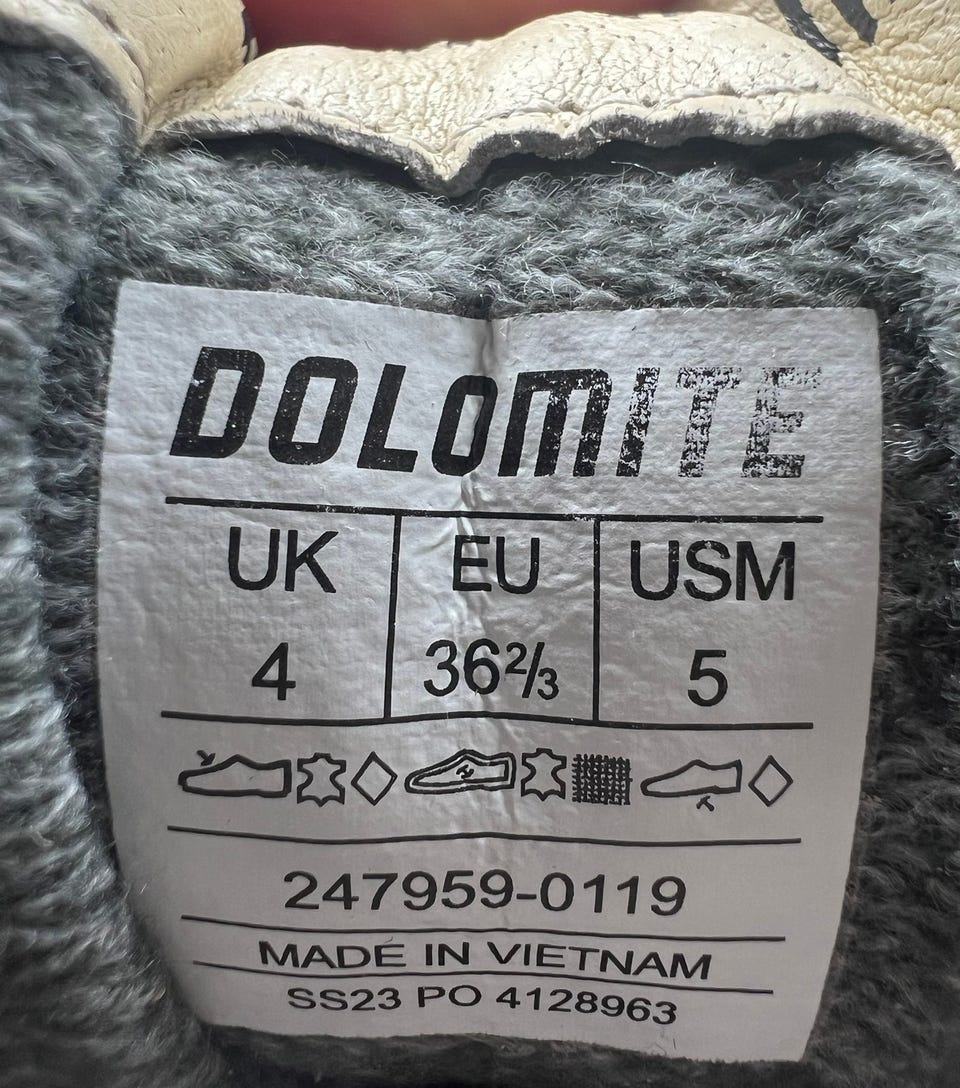 DOLOMITE
UK EU USM
4 36⅔ 5
247959-0119
MADE IN VIETNAM
SS23 PO 4128963